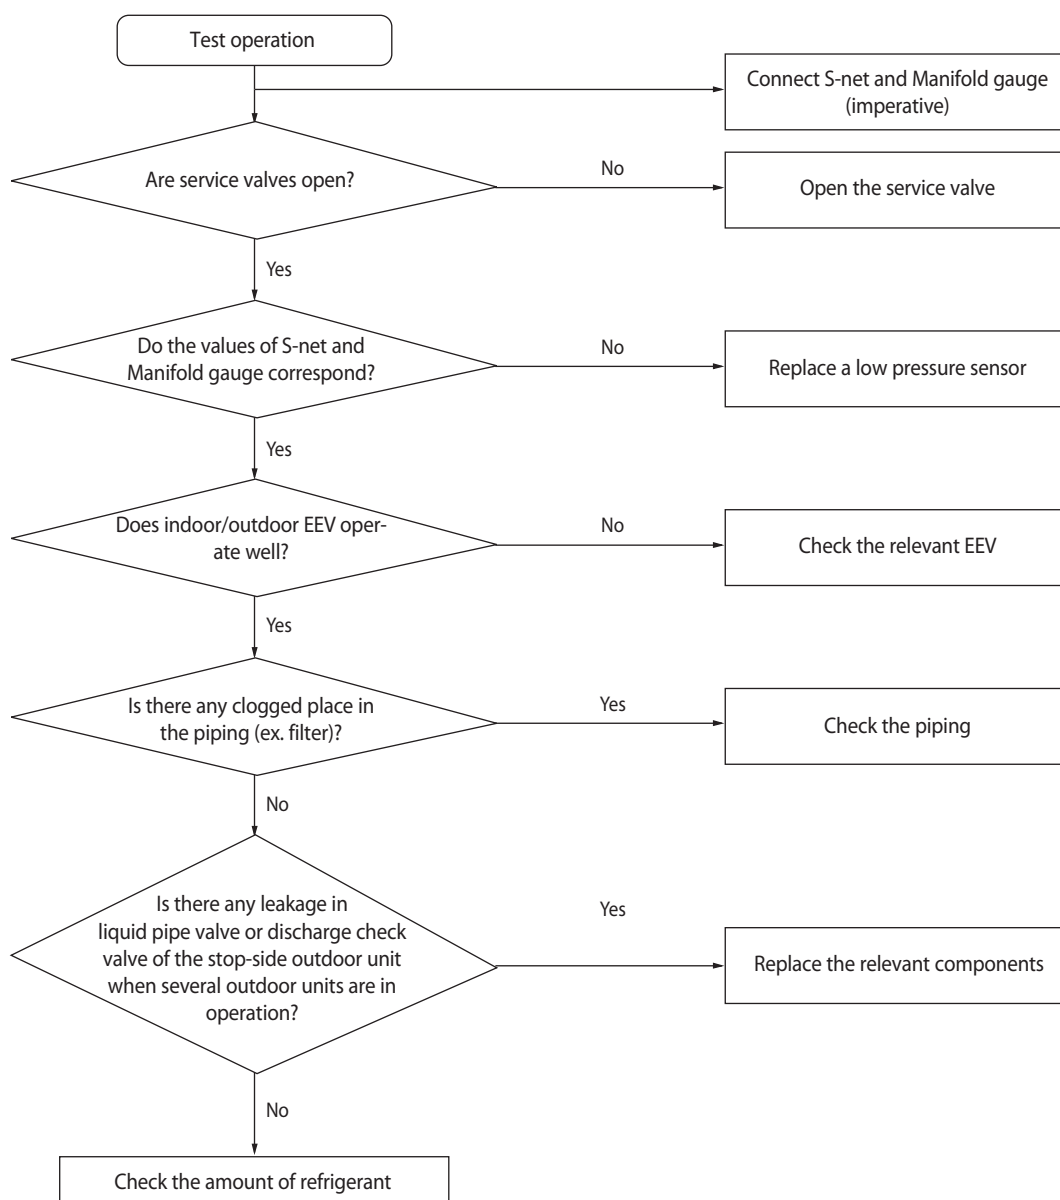 Test operation
Connect S-net and Manifold gauge
(imperative)
Are service valves open?
No
Open the service valve
Yes
Do the values of S-net and
Manifold gauge correspond?
No
Replace a low pressure sensor
Yes
Does indoor/outdoor EEV oper-
ate well?
No
Check the relevant EEV
Yes
Is there any clogged place in
the piping (ex. filter)?
Yes
Check the piping
No
Is there any leakage in
liquid pipe valve or discharge check
valve of the stop-side outdoor unit
when several outdoor units are in
operation?
Yes
Replace the relevant components
No
Check the amount of refrigerant